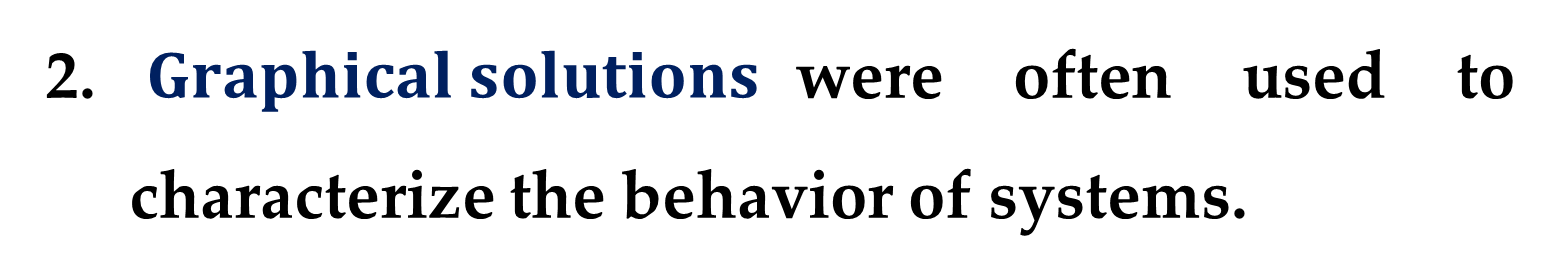 2. Graphical solutions were often used to
characterize the behavior of systems.